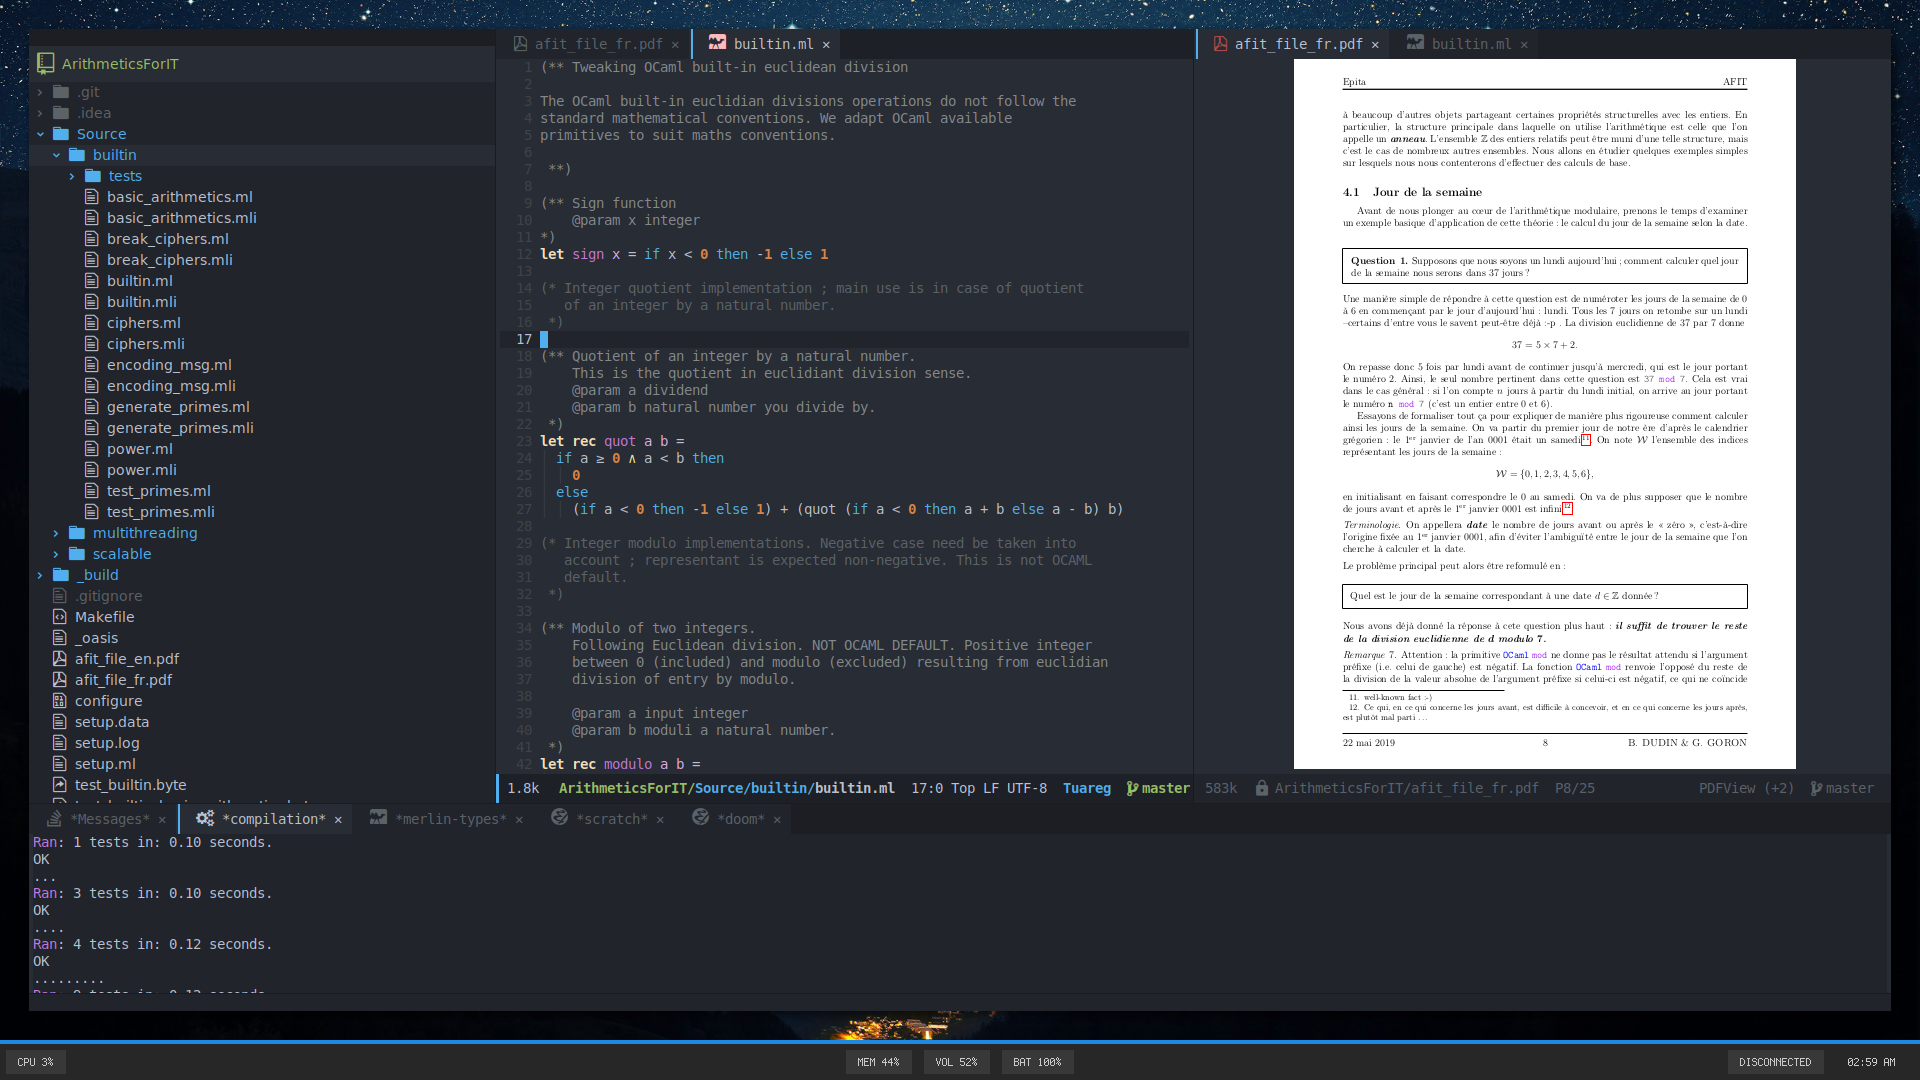 ArithmeticsForIT
.git
.idea
Source
builtin
tests
basic_arithmetics.ml
basic_arithmetics.mli
break_ciphers.ml
break_ciphers.mli
builtin.ml
builtin.mli
ciphers.ml
ciphers.mli
encoding_msg.ml
encoding_msg.mli
generate_primes.ml
generate_primes.mli
power.ml
power.mli
test_primes.ml
test_primes.mli
multithreading
scalable
_build
.gitignore
Makefile
_oasis
afit_file_en.pdf
afit_file_fr.pdf
configure
setup.data
setup.log
setup.ml
test_builtin.byte
afit_file_fr.pdf × builtin.ml ×
1 (** Tweaking OCaml built-in euclidean division
2
3 The OCaml built-in euclidian divisions operations do not follow the
4 standard mathematical conventions. We adapt OCaml available
5 primitives to suit maths conventions.
6
7 **)
8
9 (** Sign function
10 @param x integer
11 *)
12 let sign x = if x < 0 then -1 else 1
13
14 (* Integer quotient implementation ; main use is in case of quotient
15 of an integer by a natural number.
16 *)
17
18 (** Quotient of an integer by a natural number.
19 This is the quotient in euclidiant division sense.
20 @param a dividend
21 @param b natural number you divide by.
22 *)
23 let rec quot a b =
24 if a ≥ 0 ∧ a < b then
25 0
26 else
27 (if a < 0 then -1 else 1) + (quot (if a < 0 then a + b else a - b) b)
28
29 (* Integer modulo implementations. Negative case need be taken into
30 account ; representant is expected non-negative. This is not OCAML
31 default.
32 *)
33
34 (** Modulo of two integers.
35 Following Euclidean division. NOT OCAML DEFAULT. Positive integer
36 between 0 (included) and modulo (excluded) resulting from euclidian
37 division of entry by modulo.
38
39 @param a input integer
40 @param b moduli a natural number.
41 *)
42 let rec modulo a b =
1.8k ArithmeticsForIT/Source/builtin/builtin.ml 17:0 Top LF UTF-8 Tuareg master
afit_file_fr.pdf × builtin.ml ×
Epita AFIT
à beaucoup d'autres objets partageant certaines propriétés structurelles avec les entiers. En
particulier, la structure principale dans laquelle on utilise l'arithmétique est celle que l'on
appelle un anneau. L'ensemble ℤ des entiers relatifs peut être muni d'une telle structure, mais
c'est le cas de nombreux autres ensembles. Nous allons en étudier quelques exemples simples
sur lesquels nous nous contenterons d'effectuer des calculs de base.
4.1 Jour de la semaine
Avant de nous plonger au cœur de l'arithmétique modulaire, prenons le temps d'examiner
un exemple basique d'application de cette théorie : le calcul du jour de la semaine selon la date.
Question 1. Supposons que nous soyons un lundi aujourd'hui ; comment calculer quel jour
de la semaine nous serons dans 37 jours ?
Une manière simple de répondre à cette question est de numéroter les jours de la semaine de 0
à 6 en commençant par le jour d'aujourd'hui : lundi. Tous les 7 jours on retombe sur un lundi
–certains d'entre vous le savent peut-être déjà :-p . La division euclidienne de 37 par 7 donne
37 = 5 × 7 + 2.
On repasse donc 5 fois par lundi avant de continuer jusqu'à mercredi, qui est le jour portant
le numéro 2. Ainsi, le seul nombre pertinent dans cette question est 37 mod 7. Cela est vrai
dans le cas général : si l'on compte n jours à partir du lundi initial, on arrive au jour portant
le numéro n mod 7 (c'est un entier entre 0 et 6).
Essayons de formaliser tout ça pour expliquer de manière plus rigoureuse comment calculer
ainsi les jours de la semaine. On va partir du premier jour de notre ère d'après le calendrier
grégorien : le 1er janvier de l'an 0001 était un samedi 11. On note 𝒲 l'ensemble des indices
représentant les jours de la semaine :
𝒲 = {0, 1, 2, 3, 4, 5, 6},
en initialisant en faisant correspondre le 0 au samedi. On va de plus supposer que le nombre
de jours avant et après le 1er janvier 0001 est infini 12.
Terminologie. On appellera date le nombre de jours avant ou après le « zéro », c'est-à-dire
l'origine fixée au 1er janvier 0001, afin d'éviter l'ambiguïté entre le jour de la semaine que l'on
cherche à calculer et la date.
Le problème principal peut alors être reformulé en :
Quel est le jour de la semaine correspondant à une date d ∈ ℤ donnée ?
Nous avons déjà donné la réponse à cete question plus haut : il suffit de trouver le reste
de la division euclidienne de d modulo 7.
Remarque 7. Attention : la primitive OCaml mod ne donne pas le résultat attendu si l'argument
préfixe (i.e. celui de gauche) est négatif. La fonction OCaml mod renvoie l'opposé du reste de
la division de la valeur absolue de l'argument préfixe si celui-ci est négatif, ce qui ne coïncide
11. well-known fact :-)
12. Ce qui, en ce qui concerne les jours avant, est difficile à concevoir, et en ce qui concerne les jours après,
est plutôt mal parti . . .
22 mai 2019 8 B. DUDIN & G. GORON
583k ArithmeticsForIT/afit_file_fr.pdf P8/25 PDFView (+2) master
*Messages* × *compilation* × *merlin-types* × *scratch* × *doom* ×
Ran: 1 tests in: 0.10 seconds.
OK
...
Ran: 3 tests in: 0.10 seconds.
OK
....
Ran: 4 tests in: 0.12 seconds.
OK
.........
CPU 3% MEM 44% VOL 52% BAT 100% DISCONNECTED 02:59 AM